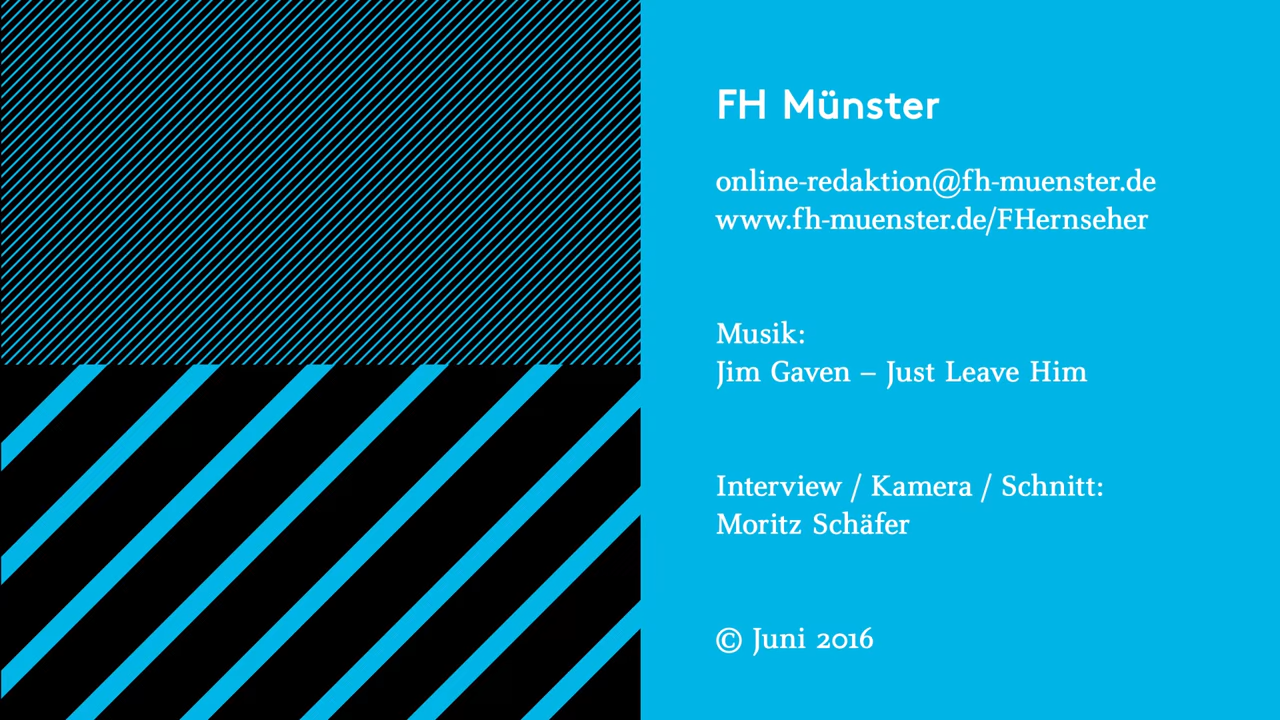 FH Münster
online-redaktion@fh-muenster.de
www.fh-muenster.de/FHernseher
Musik:
Jim Gaven – Just Leave Him
Interview / Kamera / Schnitt:
Moritz Schäfer
© Juni 2016